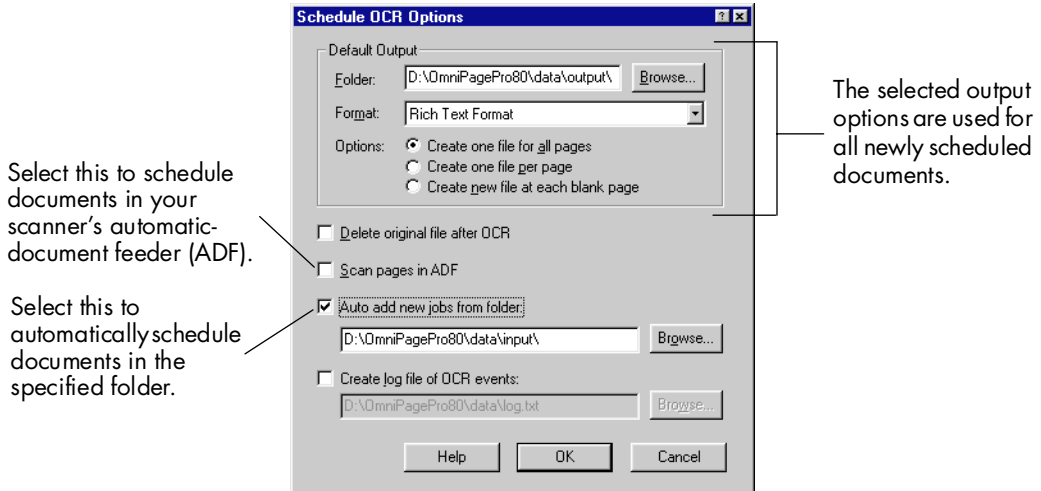 Schedule OCR Options
Default Output
Folder: D:\OmniPagePro80\data\output\ Browse...
Format: Rich Text Format
Options: Create one file for all pages
Create one file per page
Create new file at each blank page
The selected output
options are used for
all newly scheduled
documents.
Select this to schedule
documents in your
scanner’s automatic-
document feeder (ADF).
Delete original file after OCR
Scan pages in ADF
Select this to
automatically schedule
documents in the
specified folder.
Auto add new jobs from folder:
D:\OmniPagePro80\data\input\ Browse...
Create log file of OCR events:
D:\OmniPagePro80\data\log.txt Browse...
Help OK Cancel